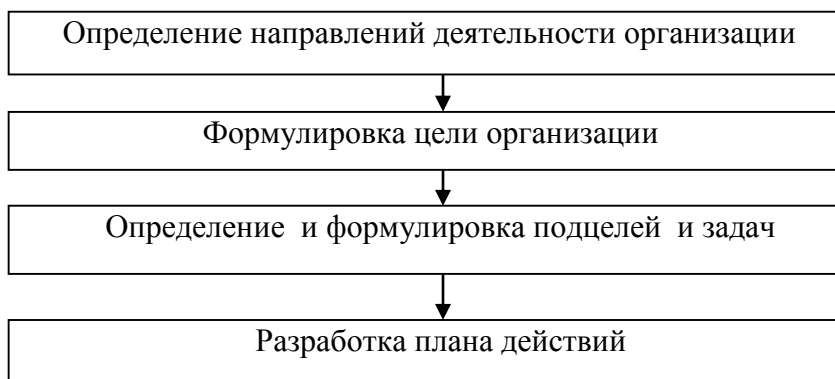 Определение направлений деятельности организации
Формулировка цели организации
Определение и формулировка подцелей и задач
Разработка плана действий